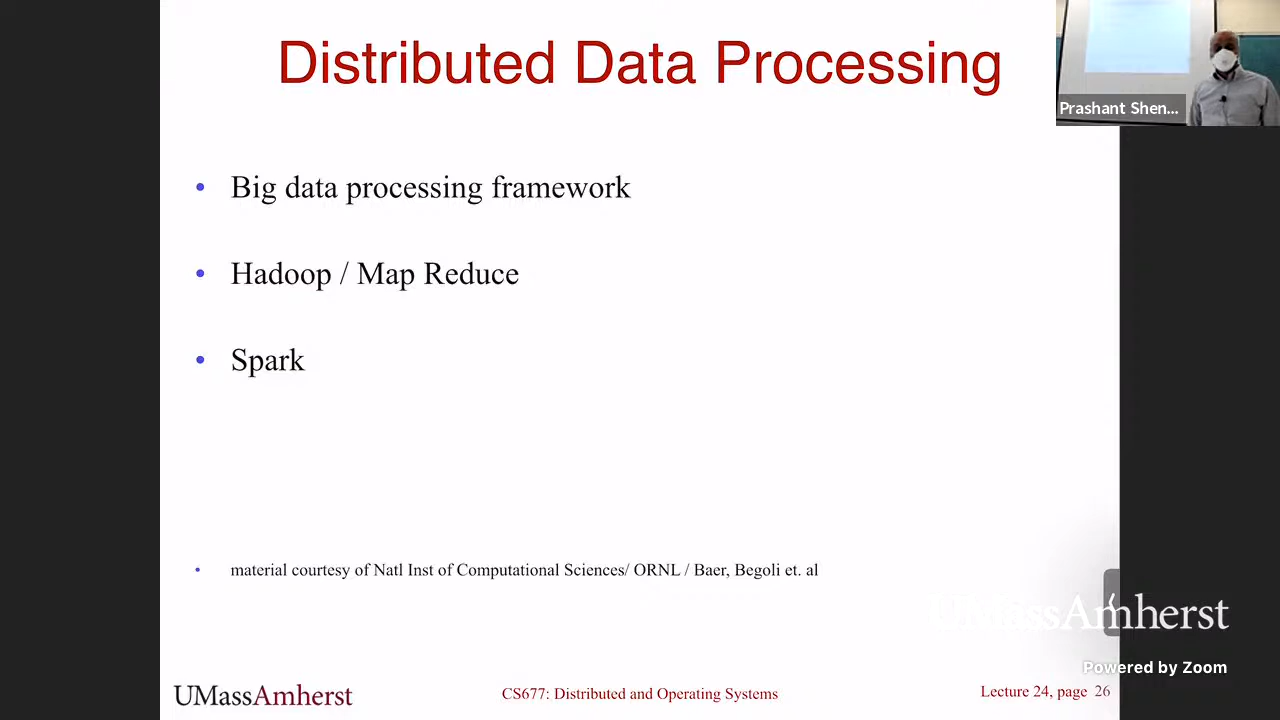 Distributed Data Processing
Prashant Shen...
• Big data processing framework
• Hadoop / Map Reduce
• Spark
• material courtesy of Natl Inst of Computational Sciences/ ORNL / Baer, Begoli et. al
UMassAmherst
Powered by Zoom
UMassAmherst
CS677: Distributed and Operating Systems
Lecture 24, page 26